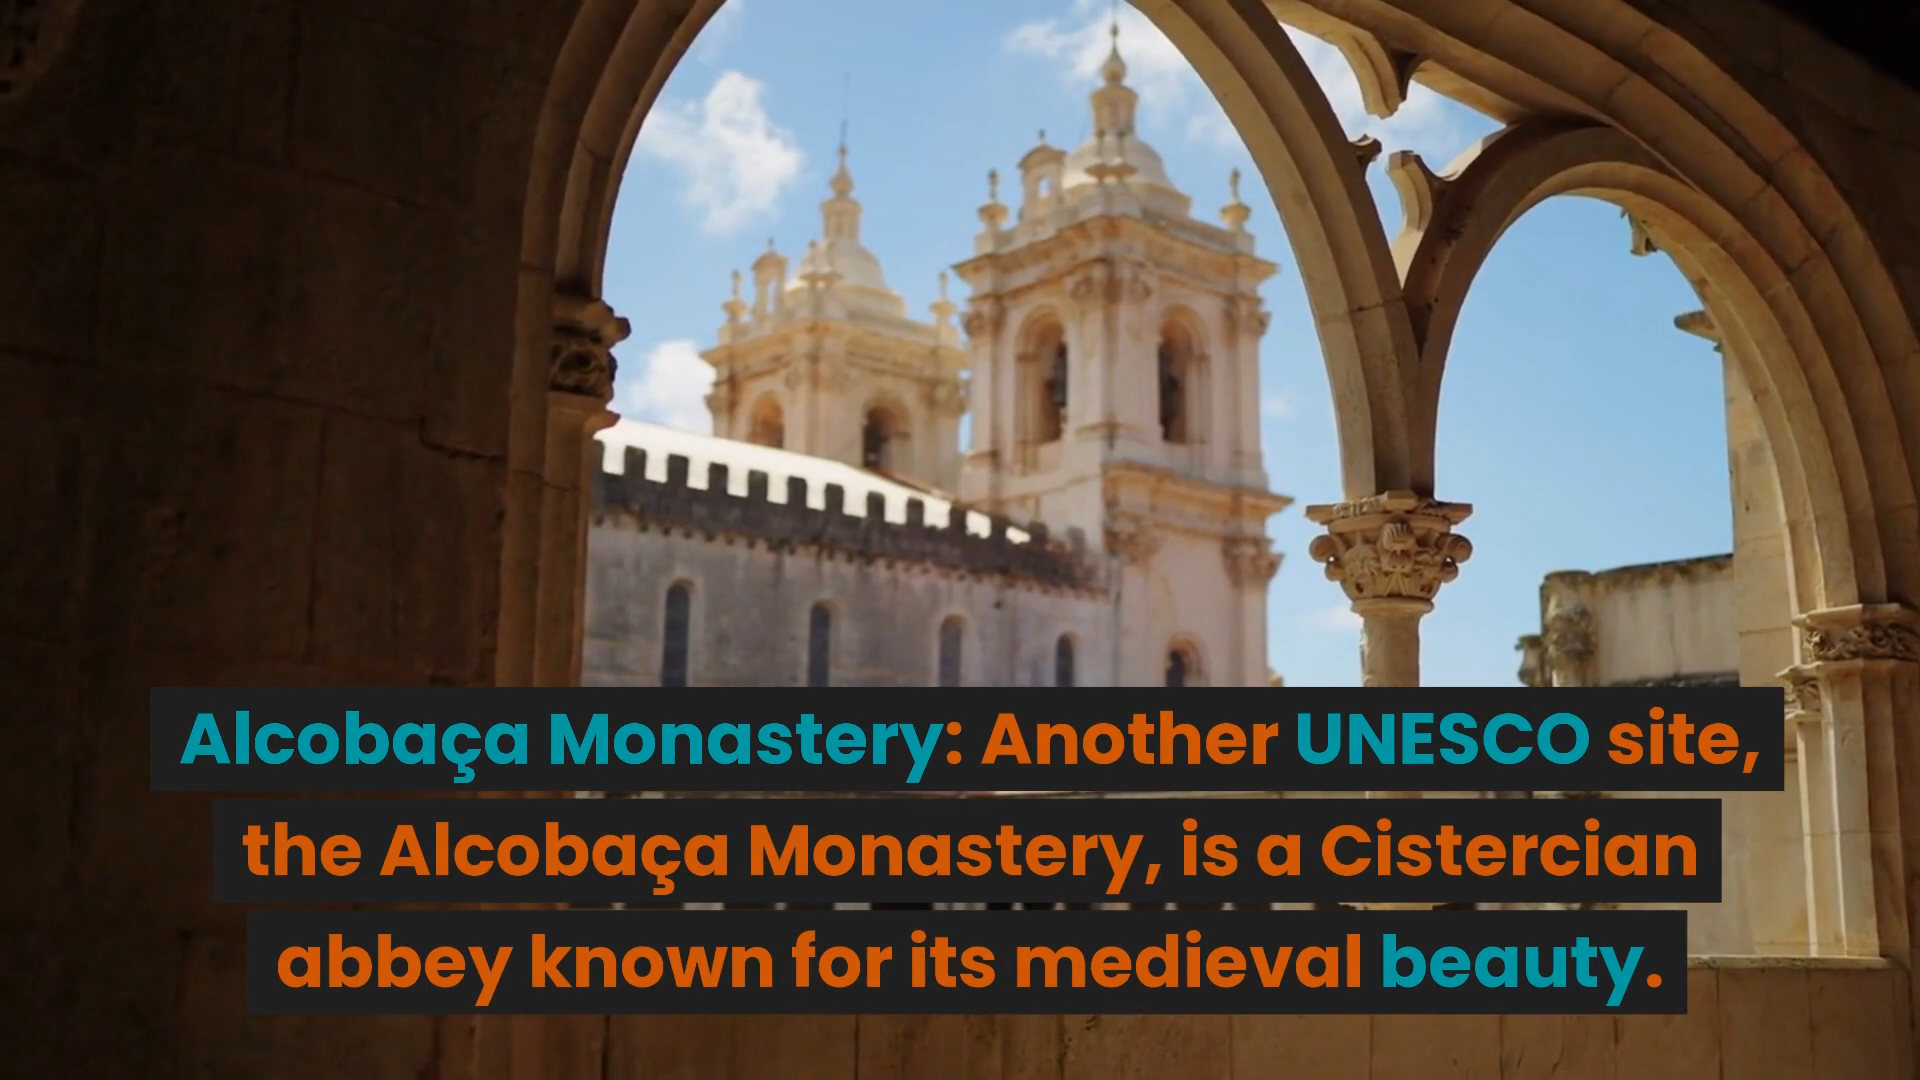 Alcobaça Monastery: Another UNESCO site,
the Alcobaça Monastery, is a Cistercian
abbey known for its medieval beauty.